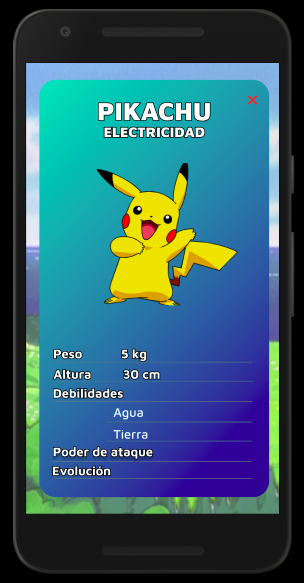 PIKACHU
ELECTRICIDAD
Peso 5 kg
Altura 30 cm
Debilidades
Agua
Tierra
Poder de ataque
Evolución